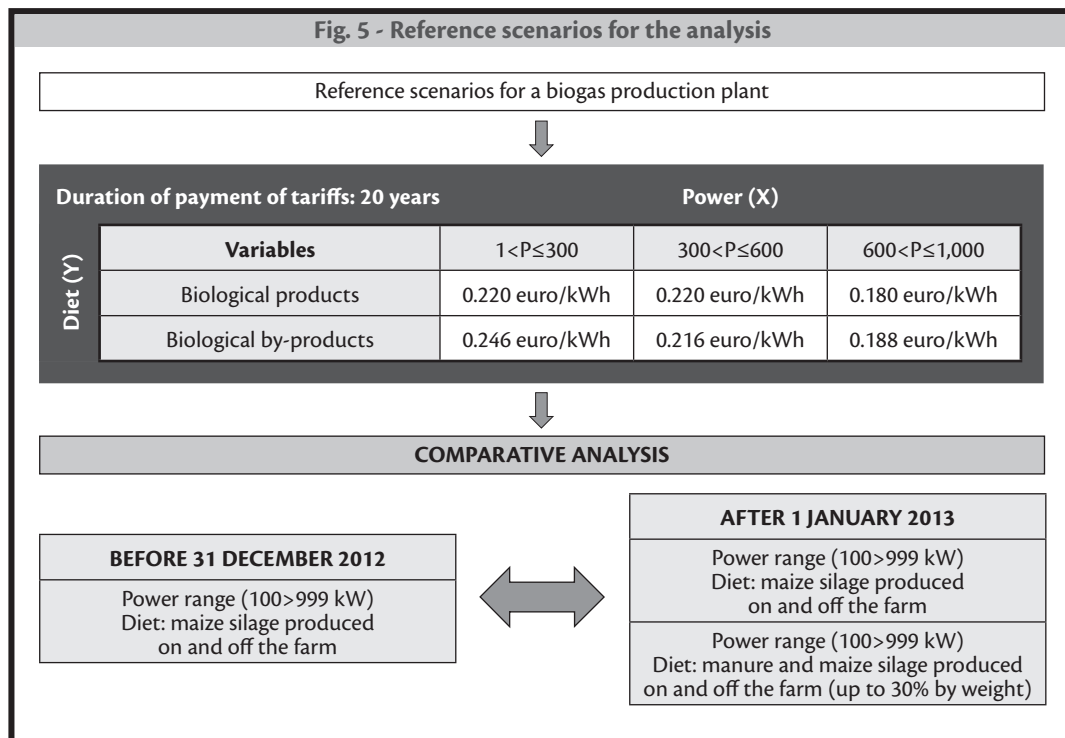 Fig. 5 - Reference scenarios for the analysis
Reference scenarios for a biogas production plant
Duration of payment of tariffs: 20 years Power (X)
Diet (Y)
Variables 1<P≤300 300<P≤600 600<P≤1,000
Biological products 0.220 euro/kWh 0.220 euro/kWh 0.180 euro/kWh
Biological by-products 0.246 euro/kWh 0.216 euro/kWh 0.188 euro/kWh
COMPARATIVE ANALYSIS
BEFORE 31 DECEMBER 2012
Power range (100>999 kW)
Diet: maize silage produced
on and off the farm
AFTER 1 JANUARY 2013
Power range (100>999 kW)
Diet: maize silage produced
on and off the farm
Power range (100>999 kW)
Diet: manure and maize silage produced
on and off the farm (up to 30% by weight)